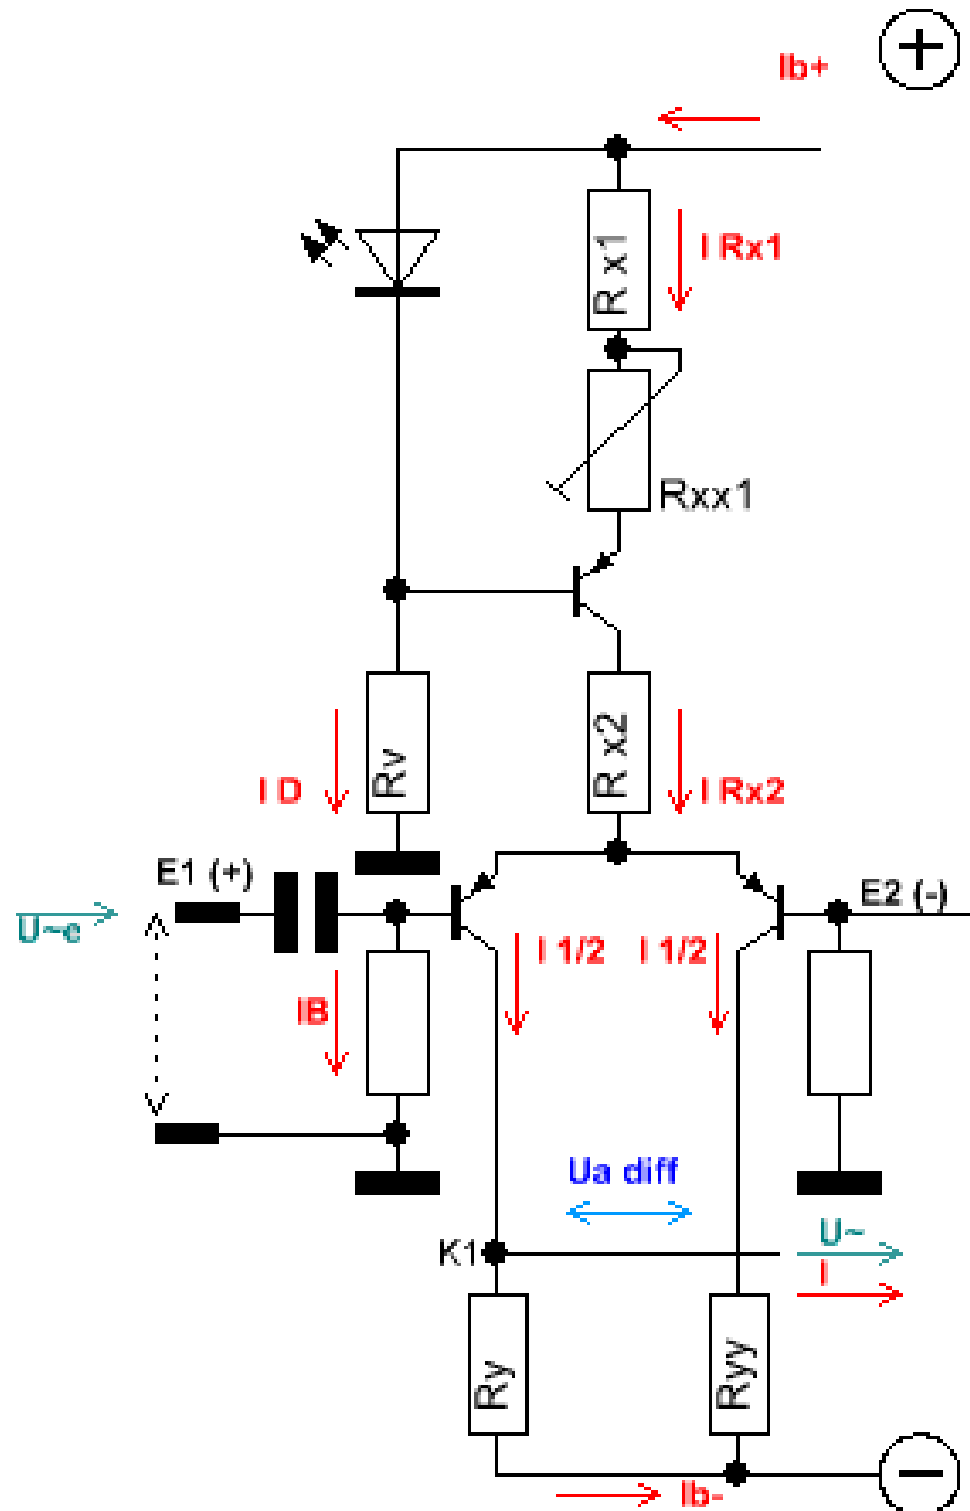 +
Ib+
R x1
I Rx1
Rxx1
Rv
R x2
I D
I Rx2
E1 (+)
E2 (-)
U~e
I 1/2
I 1/2
IB
Ua diff
U~
K1
I
Ry
Ryy
Ib-
−